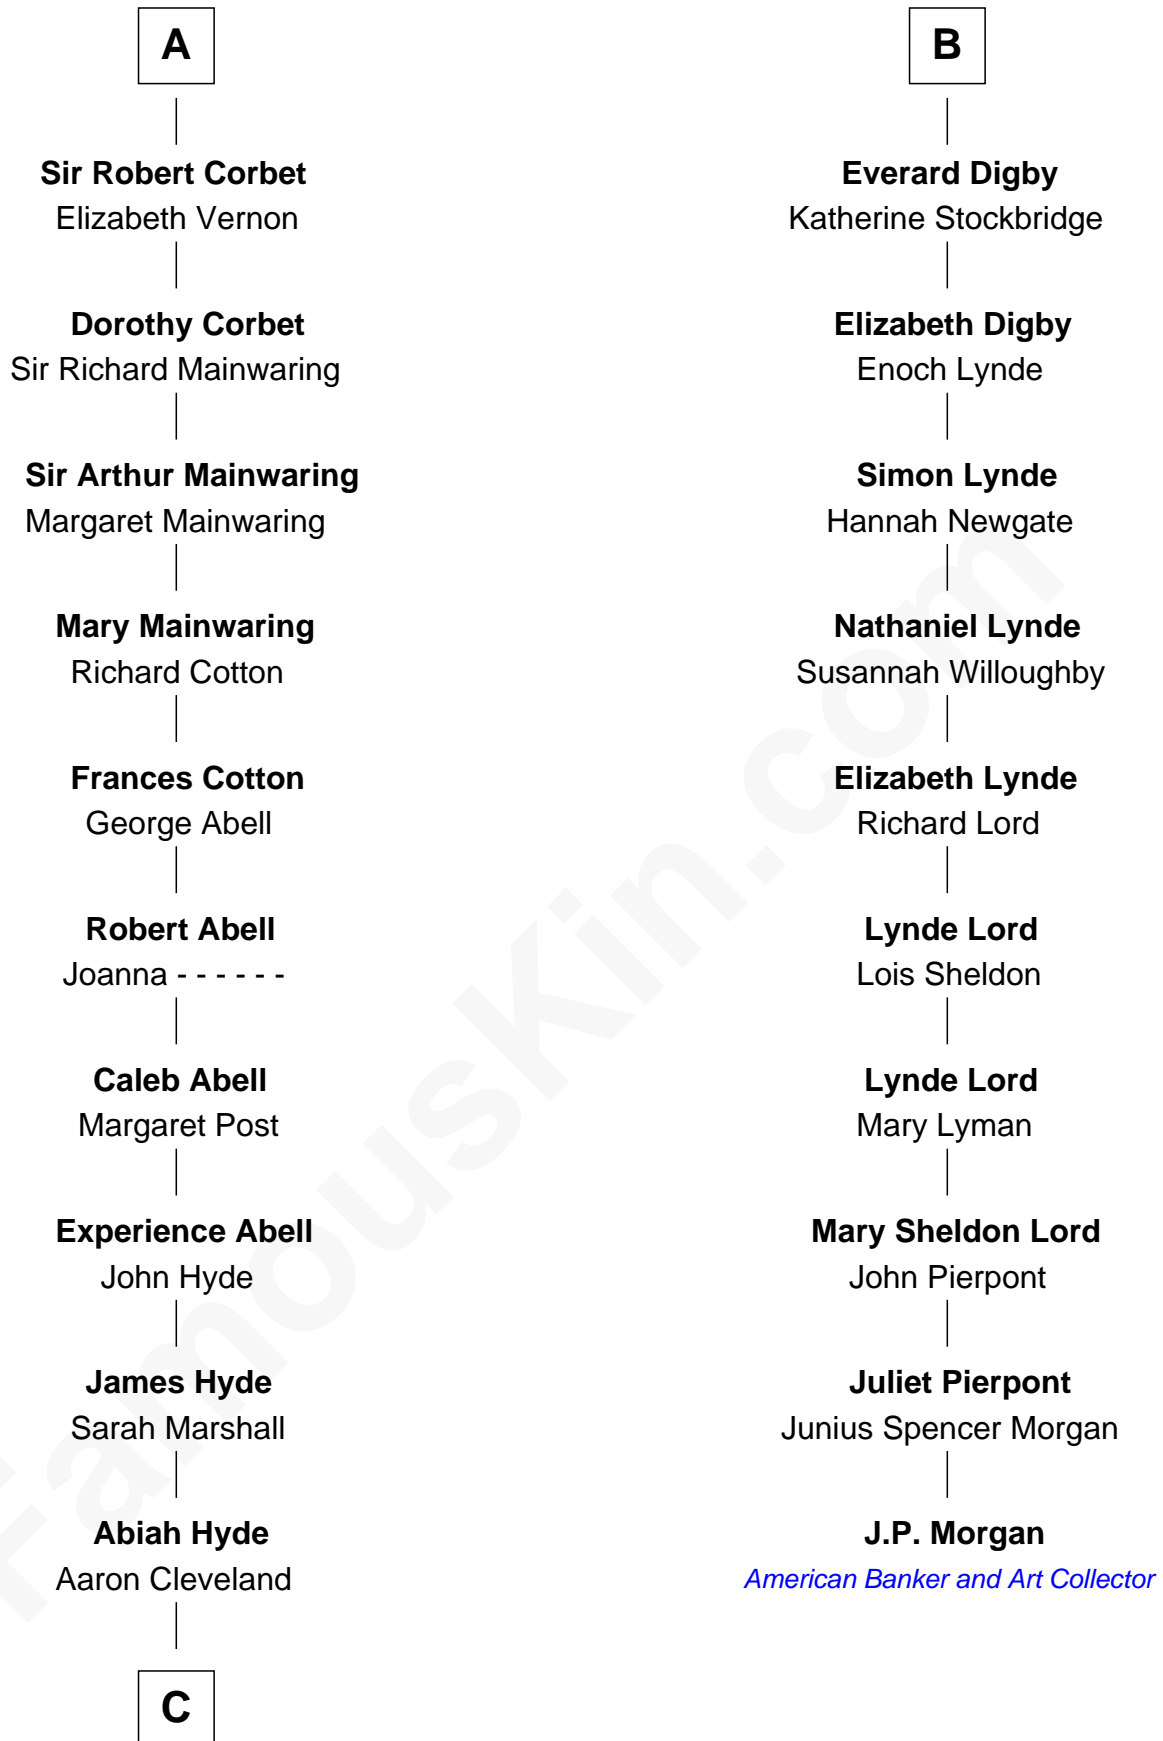 A
Sir Robert Corbet
Elizabeth Vernon
Dorothy Corbet
Sir Richard Mainwaring
Sir Arthur Mainwaring
Margaret Mainwaring
Mary Mainwaring
Richard Cotton
Frances Cotton
George Abell
Robert Abell
Joanna - - - - - -
Caleb Abell
Margaret Post
Experience Abell
John Hyde
James Hyde
Sarah Marshall
Abiah Hyde
Aaron Cleveland
C
B
Everard Digby
Katherine Stockbridge
Elizabeth Digby
Enoch Lynde
Simon Lynde
Hannah Newgate
Nathaniel Lynde
Susannah Willoughby
Elizabeth Lynde
Richard Lord
Lynde Lord
Lois Sheldon
Lynde Lord
Mary Lyman
Mary Sheldon Lord
John Pierpont
Juliet Pierpont
Junius Spencer Morgan
J.P. Morgan
American Banker and Art Collector
FamousKin.com